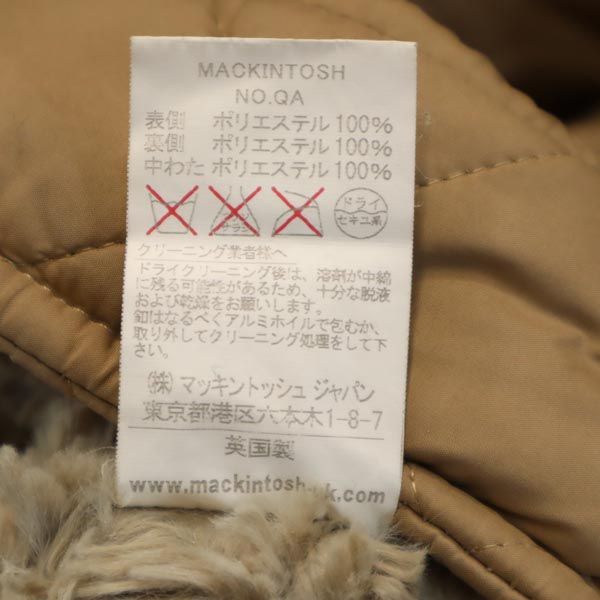 MACKINTOSH
NO.QA
表側 ポリエステル 100%
裏側 ポリエステル 100%
中わた ポリエステル 100%
ドライ
セキユ系
クリーニング業者様へ
ドライクリーニング後は、溶剤が中綿
に残る可能性があるため、十分な脱液
および乾燥をお願いします。
釦はなるべくアルミホイルで包むか、
取り外してクリーニング処理をして下
さい。
(株) マッキントッシュ ジャパン
東京都港区六本木1-8-7
英国製
www.mackintosh-uk.com